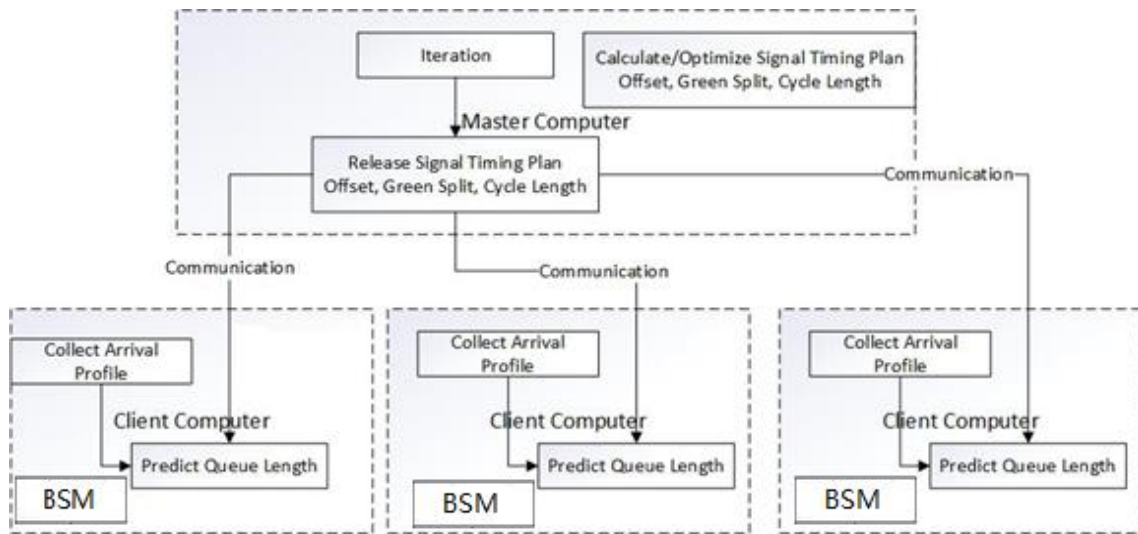 Iteration
Calculate/Optimize Signal Timing Plan
Offset, Green Split, Cycle Length
Master Computer
Release Signal Timing Plan
Offset, Green Split, Cycle Length
Communication
Communication
Communication
Collect Arrival
Profile
Client Computer
Predict Queue Length
BSM
Collect Arrival
Profile
Client Computer
Predict Queue Length
BSM
Collect Arrival
Profile
Client Computer
Predict Queue Length
BSM